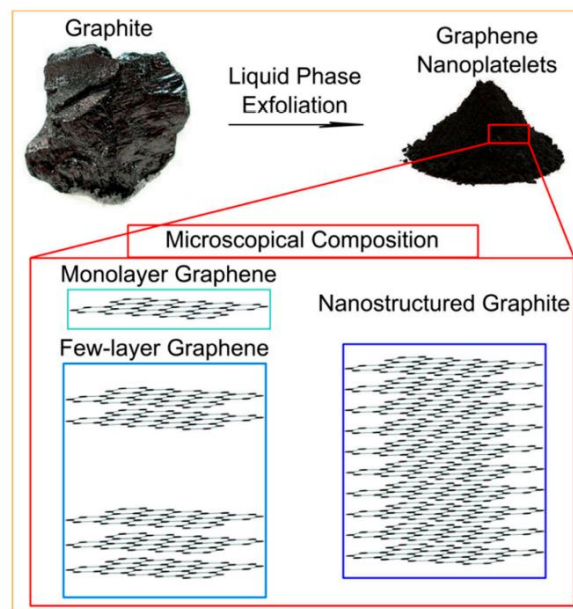 Graphite
Liquid Phase
Exfoliation
Graphene
Nanoplatelets
Microscopical Composition
Monolayer Graphene
Few-layer Graphene
Nanostructured Graphite